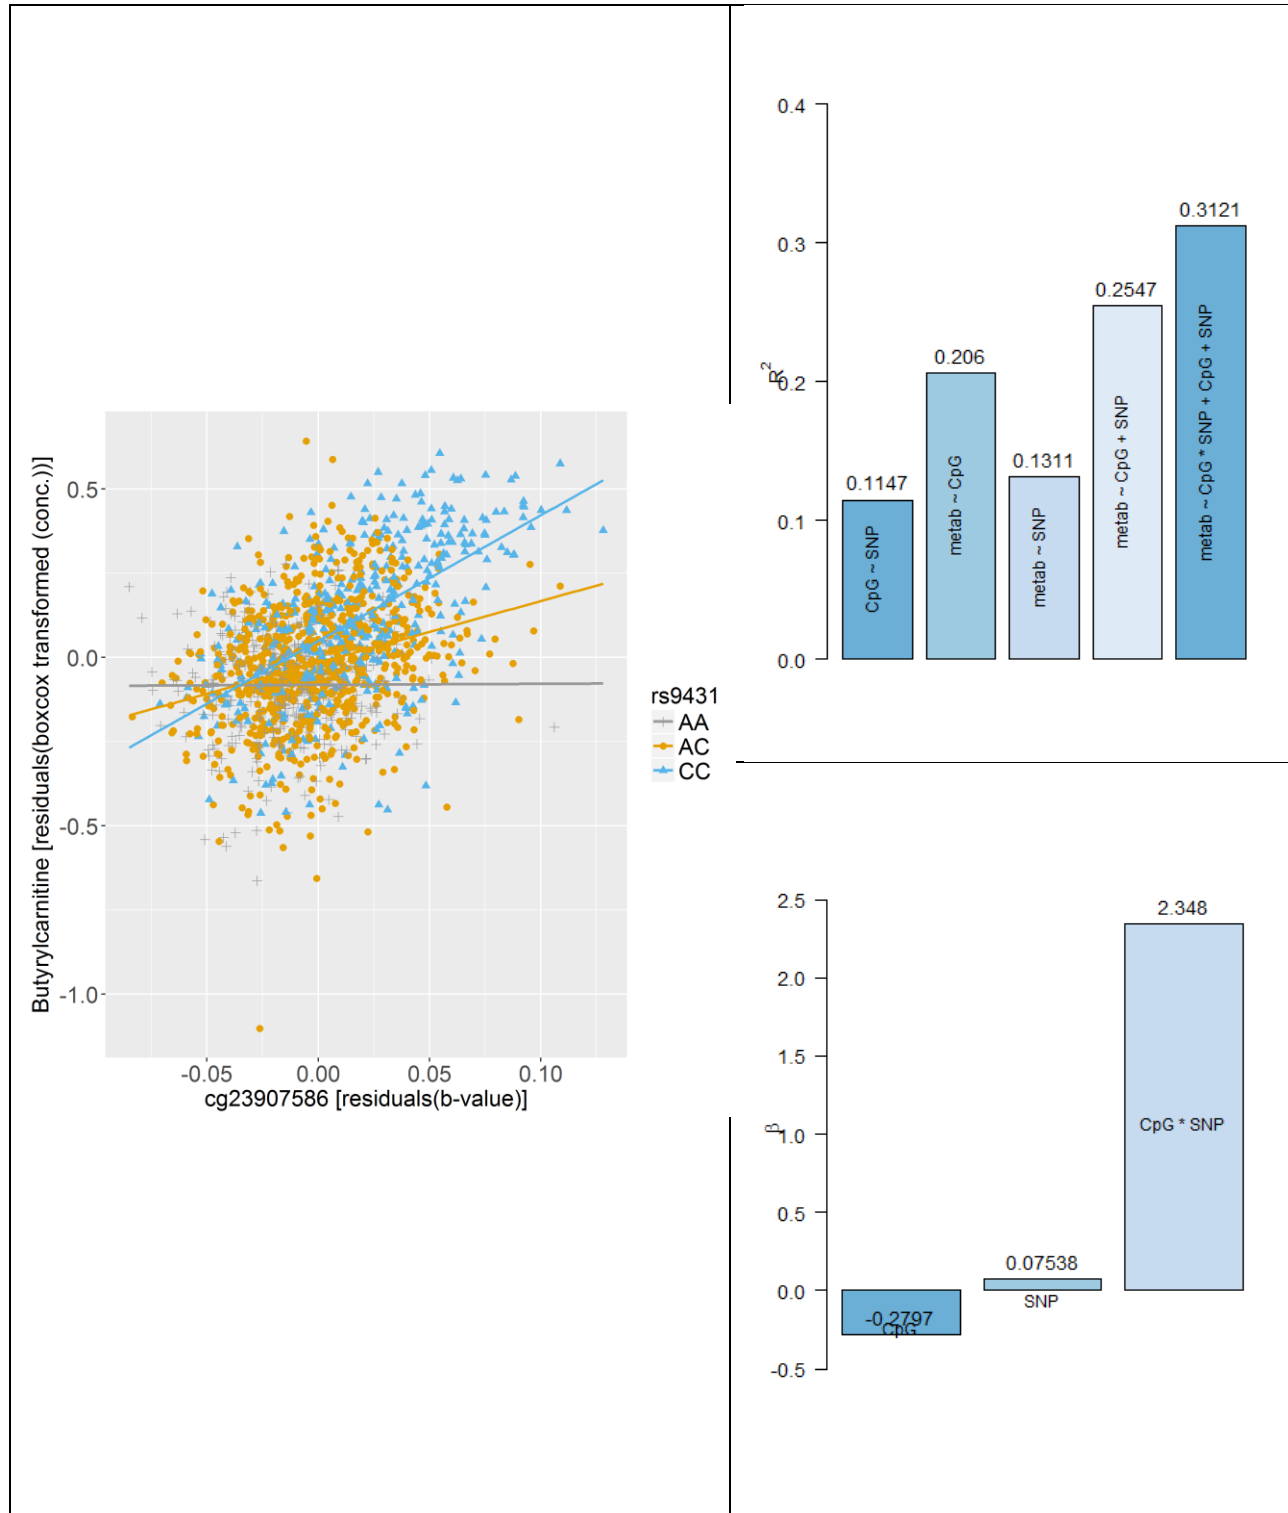 Butyrylcarnitine [residuals(boxcox transformed (conc.))]
0.5
0.0
-0.5
-1.0
-0.05 0.00 0.05 0.10
cg23907586 [residuals(b-value)]
rs9431
AA
AC
CC
R2
0.4
0.3
0.2
0.1
0.0
0.1147
0.206
0.1311
0.2547
0.3121
CpG ~ SNP
metab ~ CpG
metab ~ SNP
metab ~ CpG + SNP
metab ~ CpG * SNP + CpG + SNP
β
2.5
2.0
1.5
1.0
0.5
0.0
-0.5
-0.2797
CpG
0.07538
SNP
2.348
CpG * SNP